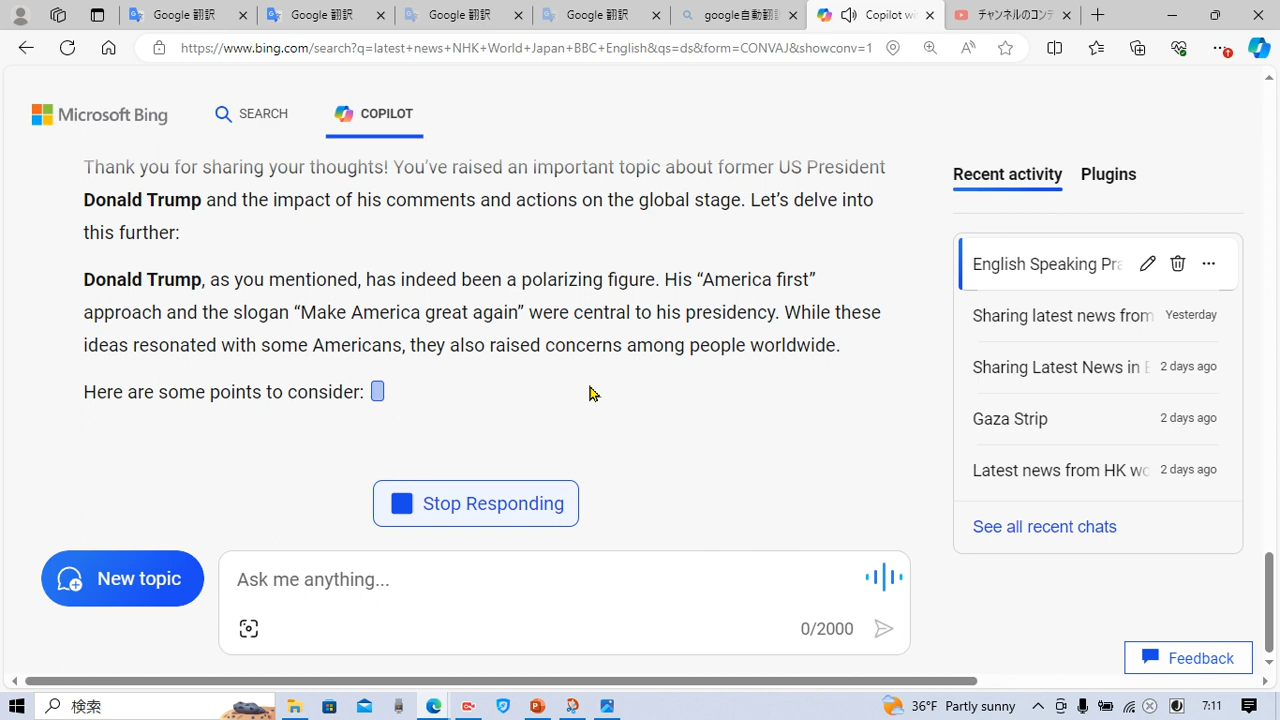 Google 翻訳
Google 翻訳
Google 翻訳
Google 翻訳
google自動翻
Copilot w
チャンネルのコンテ
https://www.bing.com/search?q=latest+news+NHK+World+Japan+BBC+English&qs=ds&form=CONVAJ&showconv=1
Microsoft Bing
SEARCH
COPILOT
Thank you for sharing your thoughts! You’ve raised an important topic about former US President
Donald Trump and the impact of his comments and actions on the global stage. Let’s delve into
this further:
Donald Trump, as you mentioned, has indeed been a polarizing figure. His “America first”
approach and the slogan “Make America great again” were central to his presidency. While these
ideas resonated with some Americans, they also raised concerns among people worldwide.
Here are some points to consider:
Stop Responding
New topic
Ask me anything...
0/2000
Recent activity
Plugins
English Speaking Pra
Sharing latest news from
Yesterday
Sharing Latest News in E
2 days ago
Gaza Strip
2 days ago
Latest news from HK wo
2 days ago
See all recent chats
Feedback
検索
36°F Partly sunny
7:11